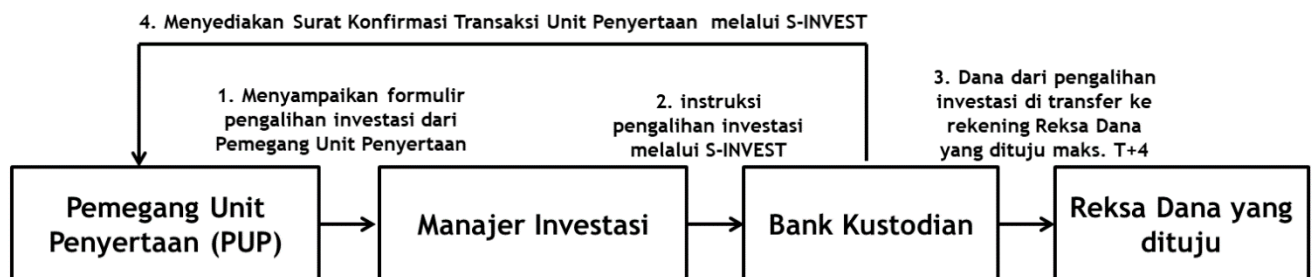 4. Menyediakan Surat Konfirmasi Transaksi Unit Penyertaan melalui S-INVEST
1. Menyampaikan formulir
pengalihan investasi dari
Pemegang Unit Penyertaan
2. instruksi
pengalihan investasi
melalui S-INVEST
3. Dana dari pengalihan
investasi di transfer ke
rekening Reksa Dana
yang dituju maks. T+4
Pemegang Unit
Penyertaan (PUP)
Manajer Investasi
Bank Kustodian
Reksa Dana yang
dituju